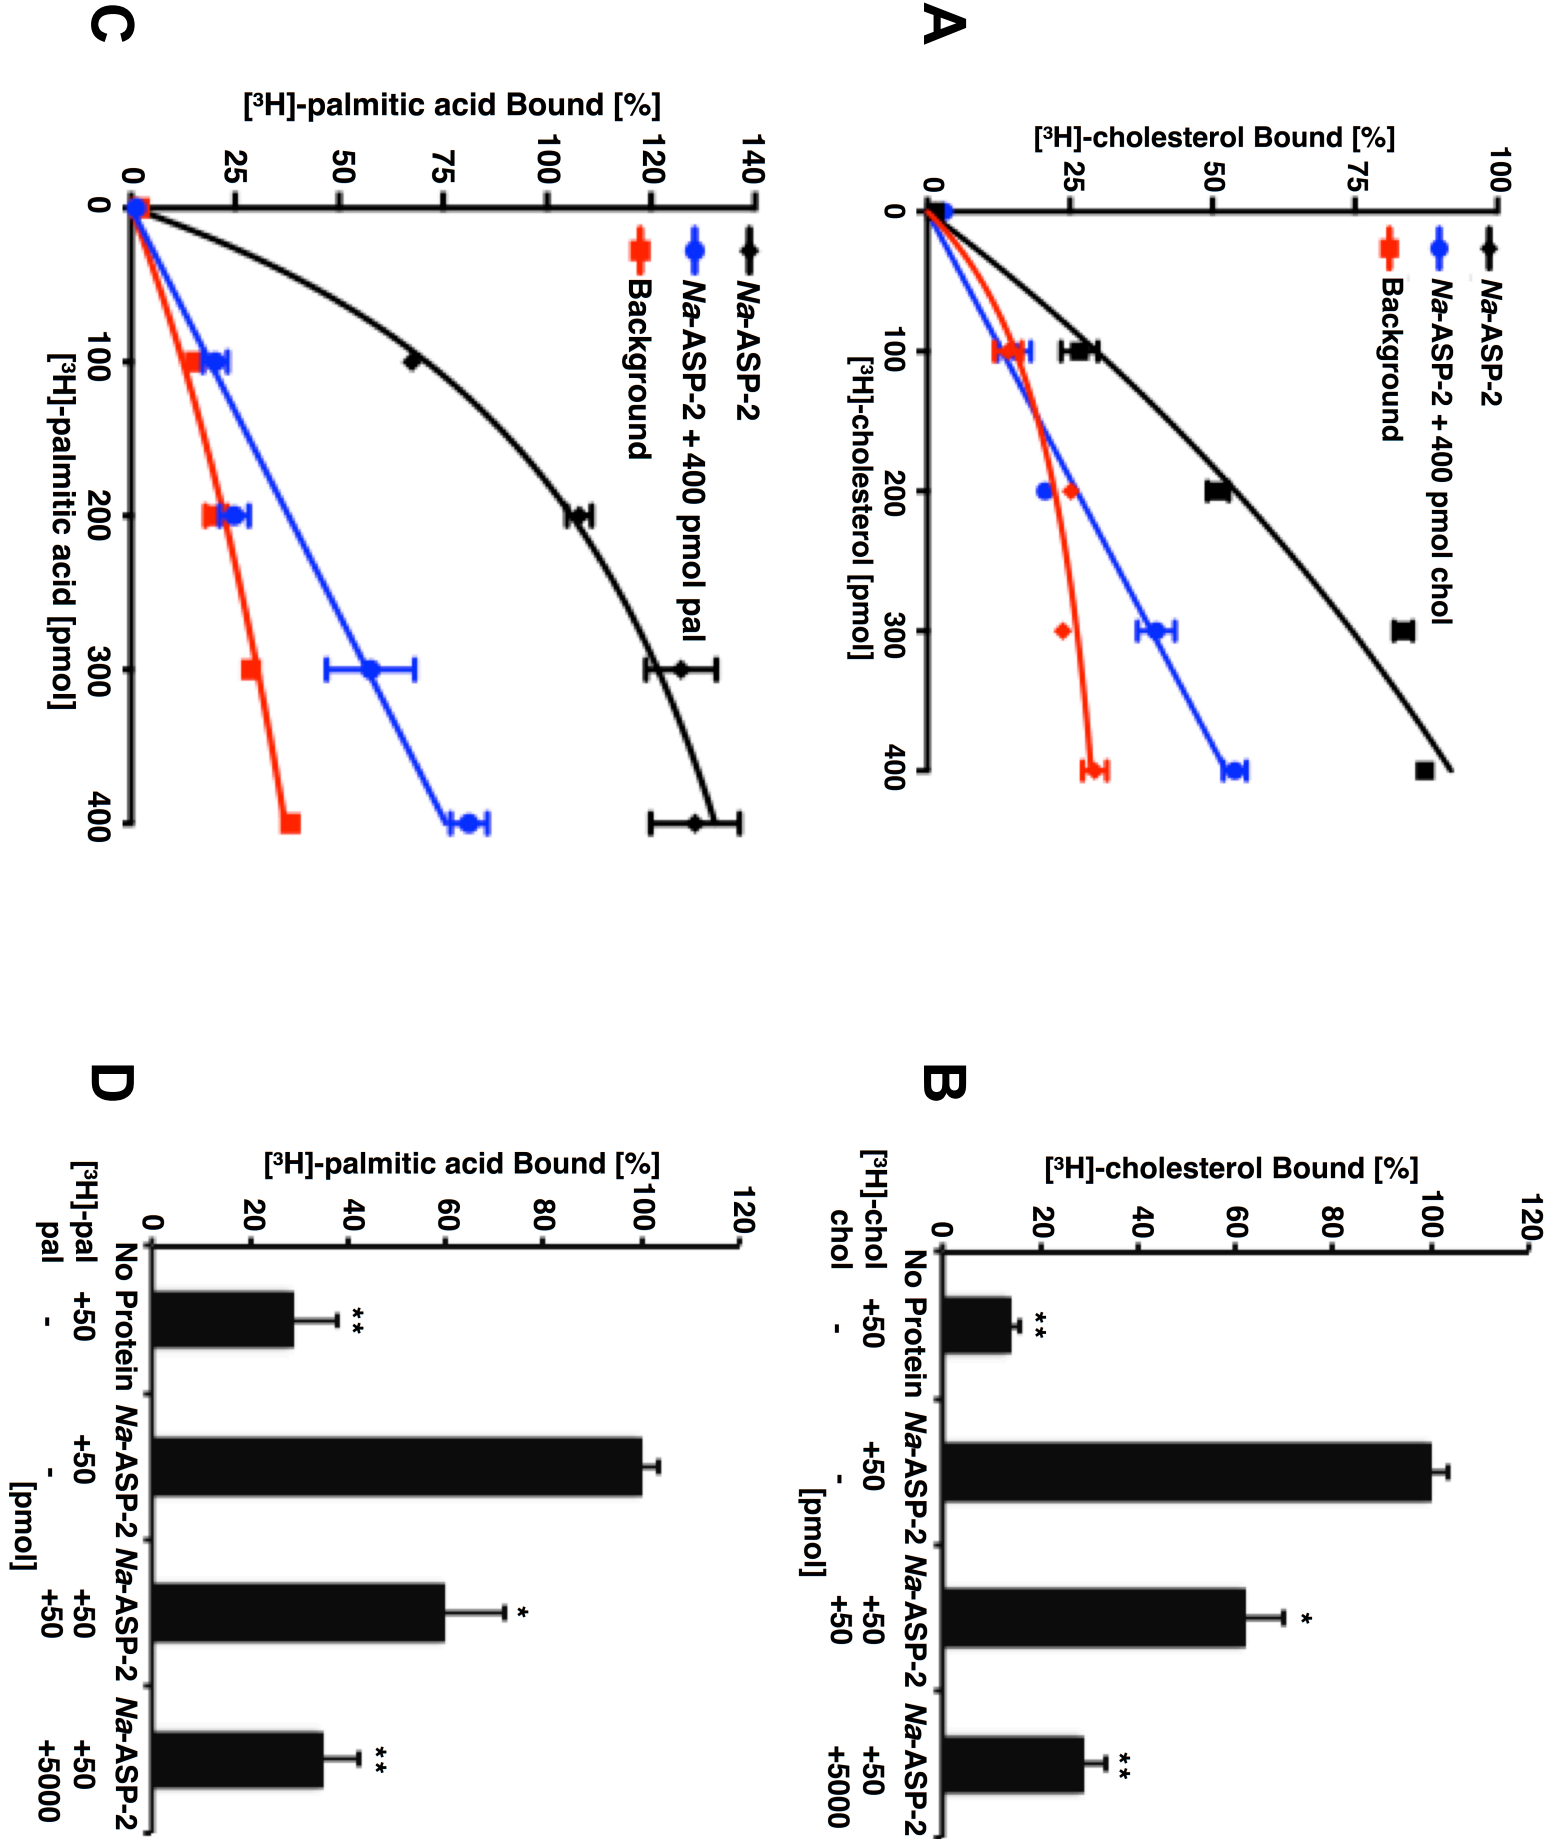 A
[³H]-cholesterol Bound [%]
100
75
50
25
0
Na-ASP-2
Na-ASP-2 + 400 pmol chol
Background
0 100 200 300 400
[³H]-cholesterol [pmol]
B
[³H]-cholesterol Bound [%]
120
100
80
60
40
20
0
**
*
**
No Protein Na-ASP-2 Na-ASP-2 Na-ASP-2
[³H]-chol +50 +50 +50 +50
chol - - +50 +5000
[pmol]
C
[³H]-palmitic acid Bound [%]
140
120
100
75
50
25
0
Na-ASP-2
Na-ASP-2 + 400 pmol pal
Background
0 100 200 300 400
[³H]-palmitic acid [pmol]
D
[³H]-palmitic acid Bound [%]
120
100
80
60
40
20
0
**
*
**
No Protein Na-ASP-2 Na-ASP-2 Na-ASP-2
[³H]-pal +50 +50 +50 +50
pal - - +50 +5000
[pmol]